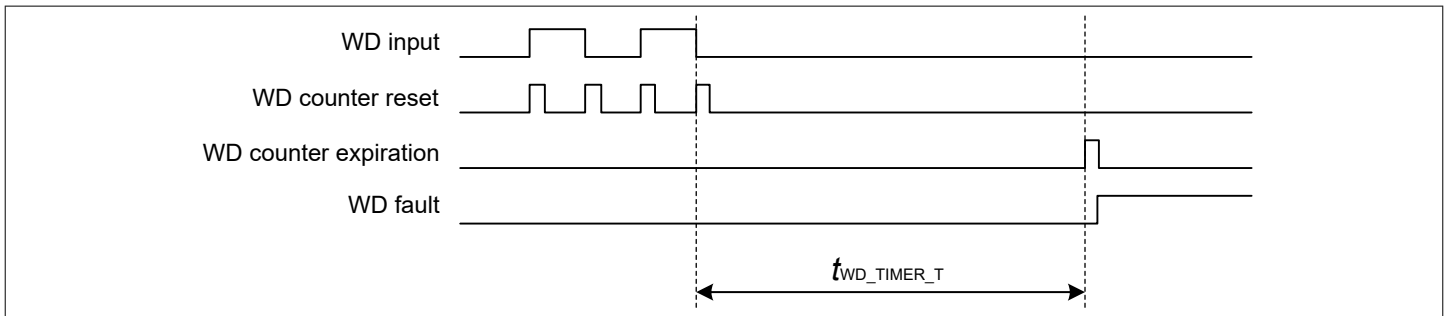 WD input
WD counter reset
WD counter expiration
WD fault
tWD_TIMER_T